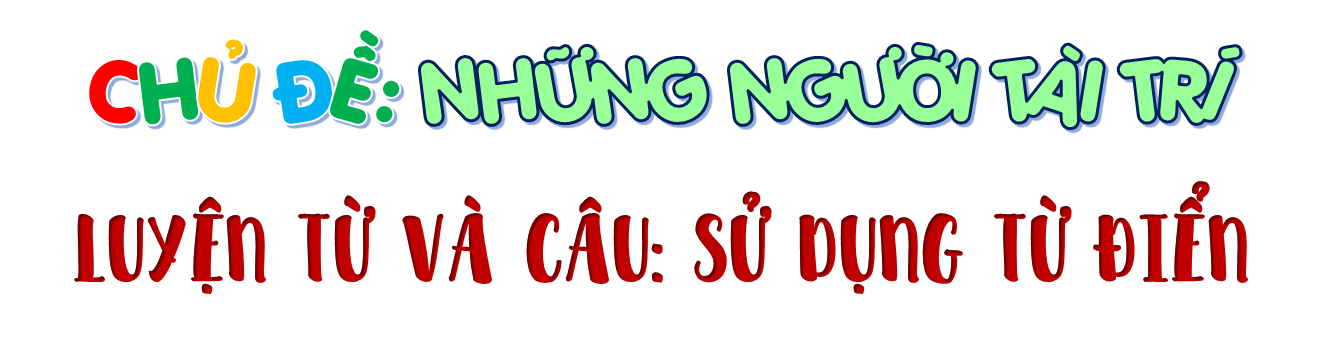 CHỦ ĐỀ: NHỮNG NGƯỜI TÀI TRÍ
LUYỆN TỪ VÀ CÂU: SỬ DỤNG TỪ ĐIỂN